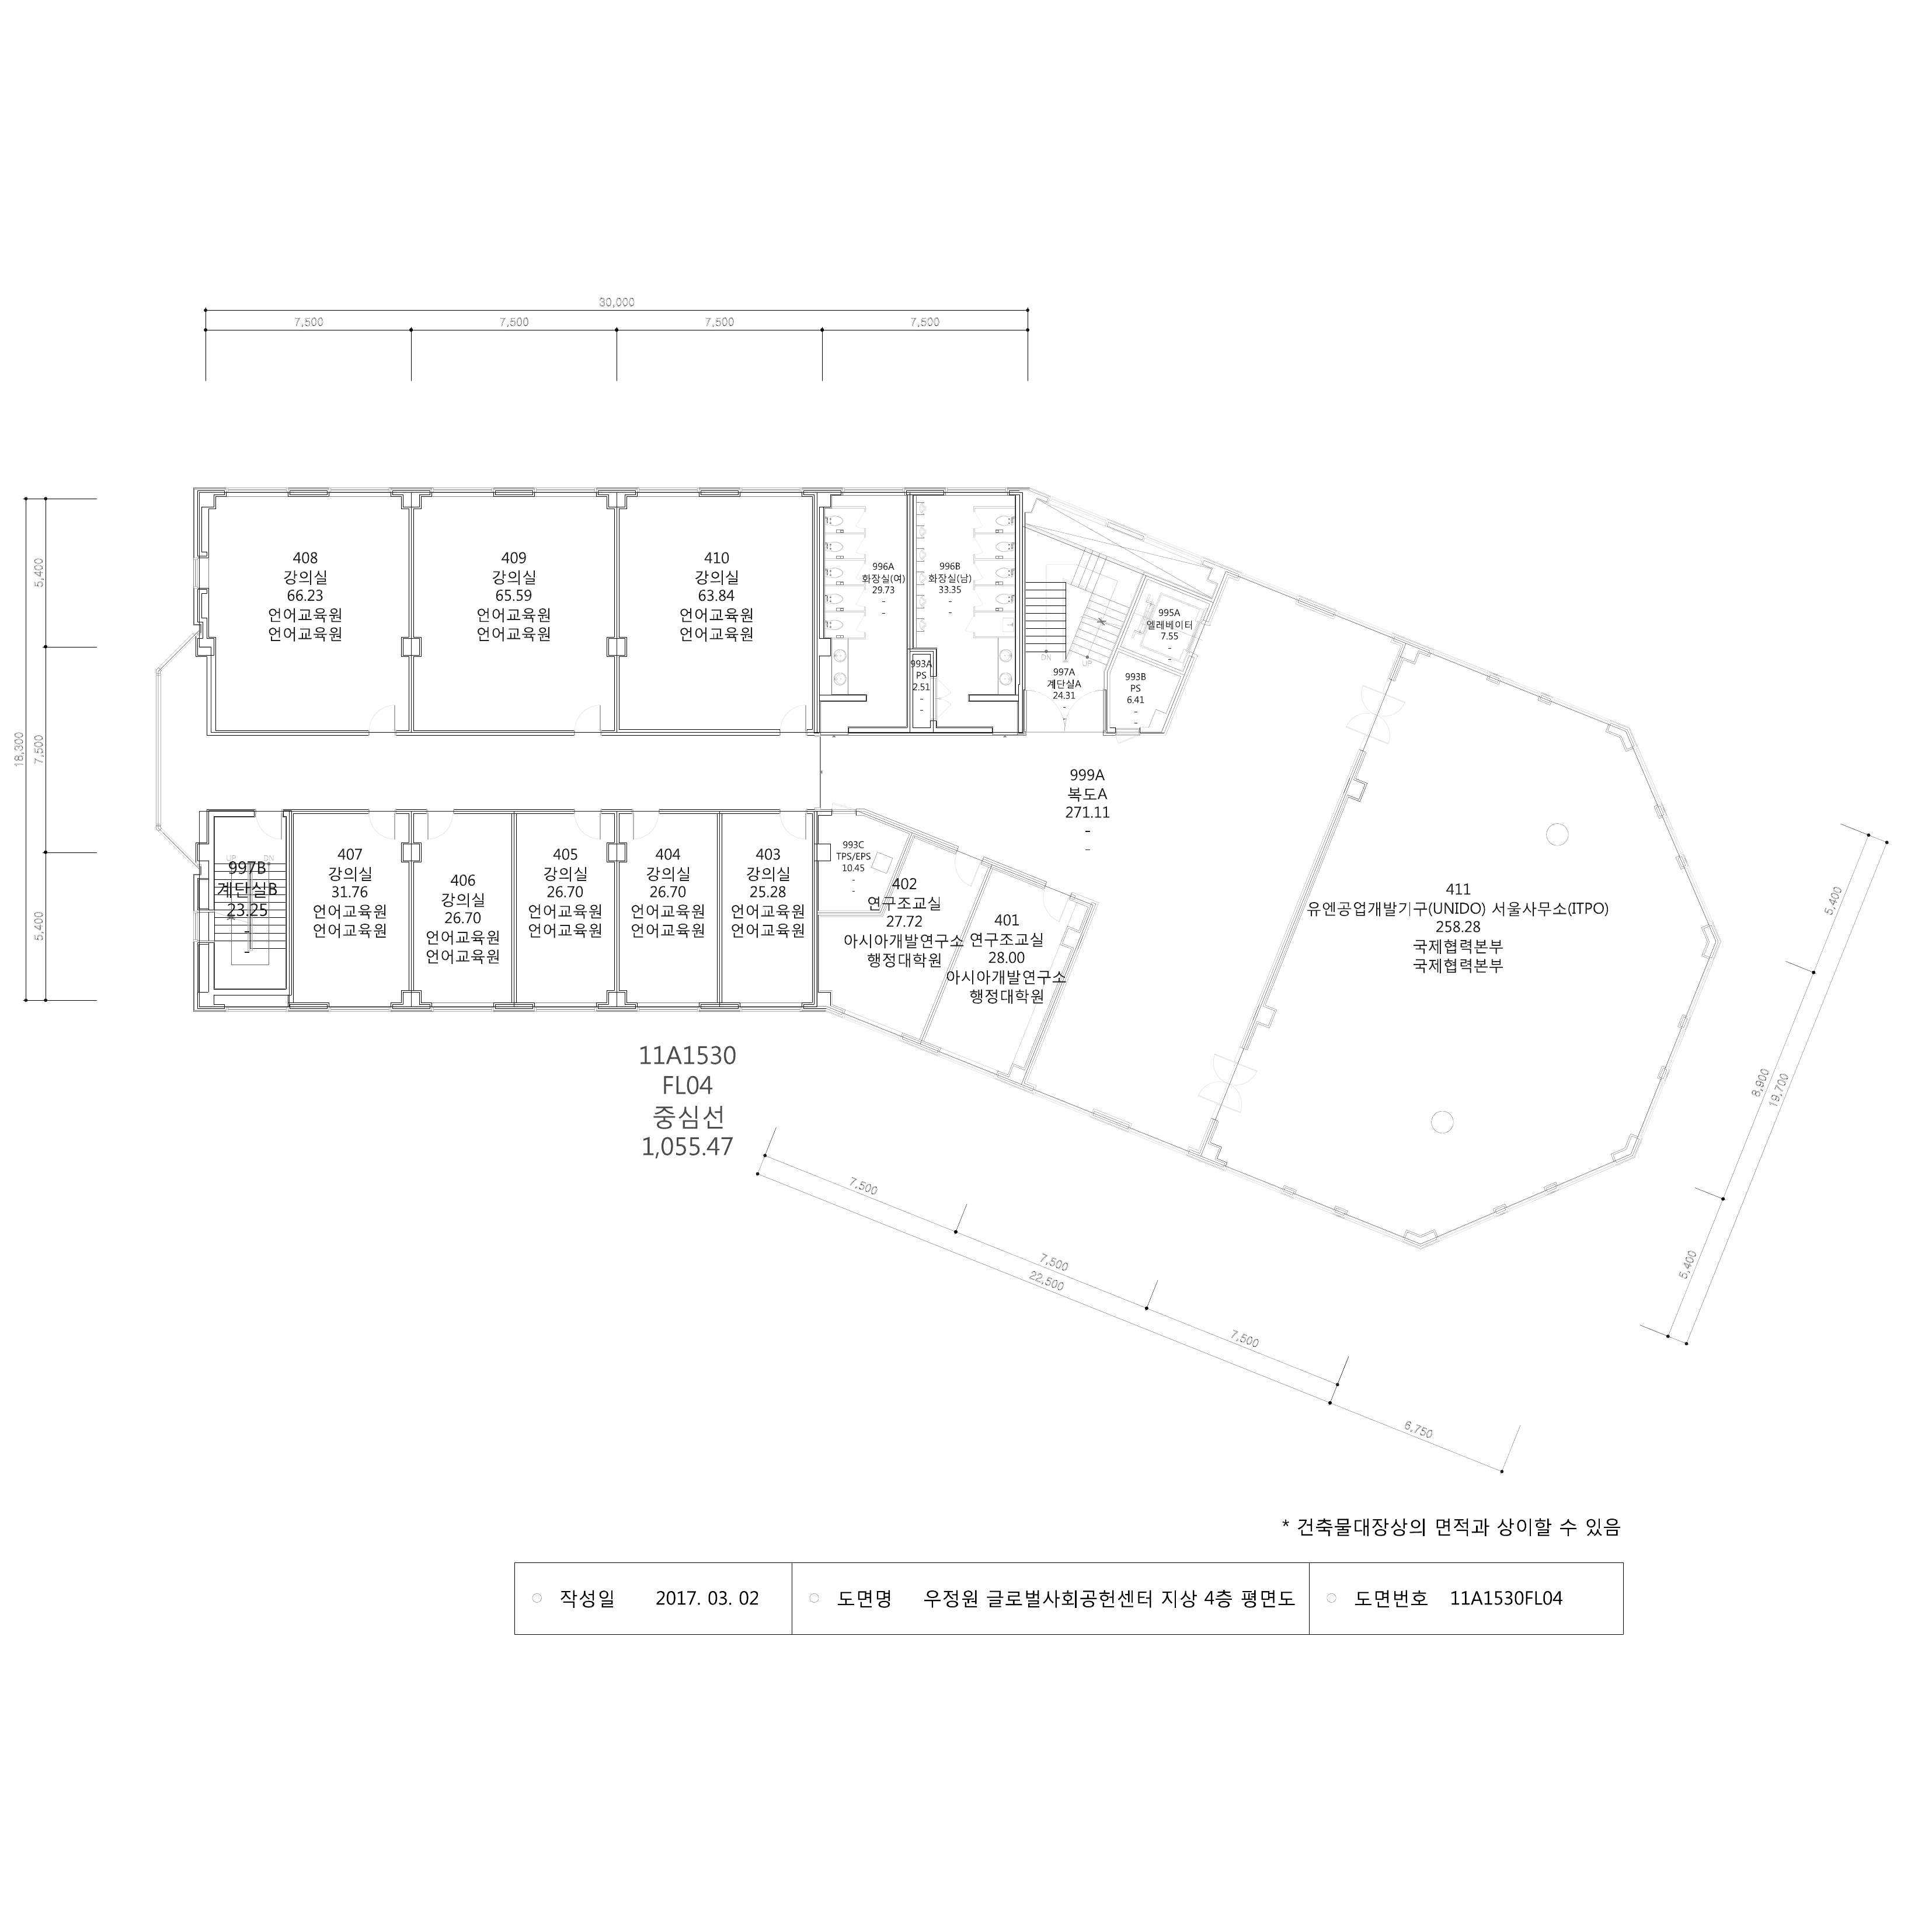 30,000
7,500
7,500
7,500
7,500
18,300
5,400
7,500
5,400
408
강의실
66.23
언어교육원
언어교육원
409
강의실
65.59
언어교육원
언어교육원
410
강의실
63.84
언어교육원
언어교육원
996A
화장실(여)
29.73
-
-
996B
화장실(남)
33.35
-
-
993A
PS
2.51
-
-
DN
UP
997A
계단실A
24.31
-
-
995A
엘레베이터
7.55
-
-
993B
PS
6.41
-
-
999A
복도A
271.11
-
-
UP
DN
997B
계단실B
23.25
-
-
407
강의실
31.76
언어교육원
언어교육원
406
강의실
26.70
언어교육원
언어교육원
405
강의실
26.70
언어교육원
언어교육원
404
강의실
26.70
언어교육원
언어교육원
403
강의실
25.28
언어교육원
언어교육원
993C
TPS/EPS
10.45
-
-
402
연구조교실
27.72
아시아개발연구소
행정대학원
401
연구조교실
28.00
아시아개발연구소
행정대학원
411
유엔공업개발기구(UNIDO) 서울사무소(ITPO)
258.28
국제협력본부
국제협력본부
5,400
8,900
19,700
5,400
11A1530
FL04
중심선
1,055.47
7,500
7,500
22,500
7,500
6,750
* 건축물대장상의 면적과 상이할 수 있음
작성일 2017. 03. 02 도면명 우정원 글로벌사회공헌센터 지상 4층 평면도 도면번호 11A1530FL04